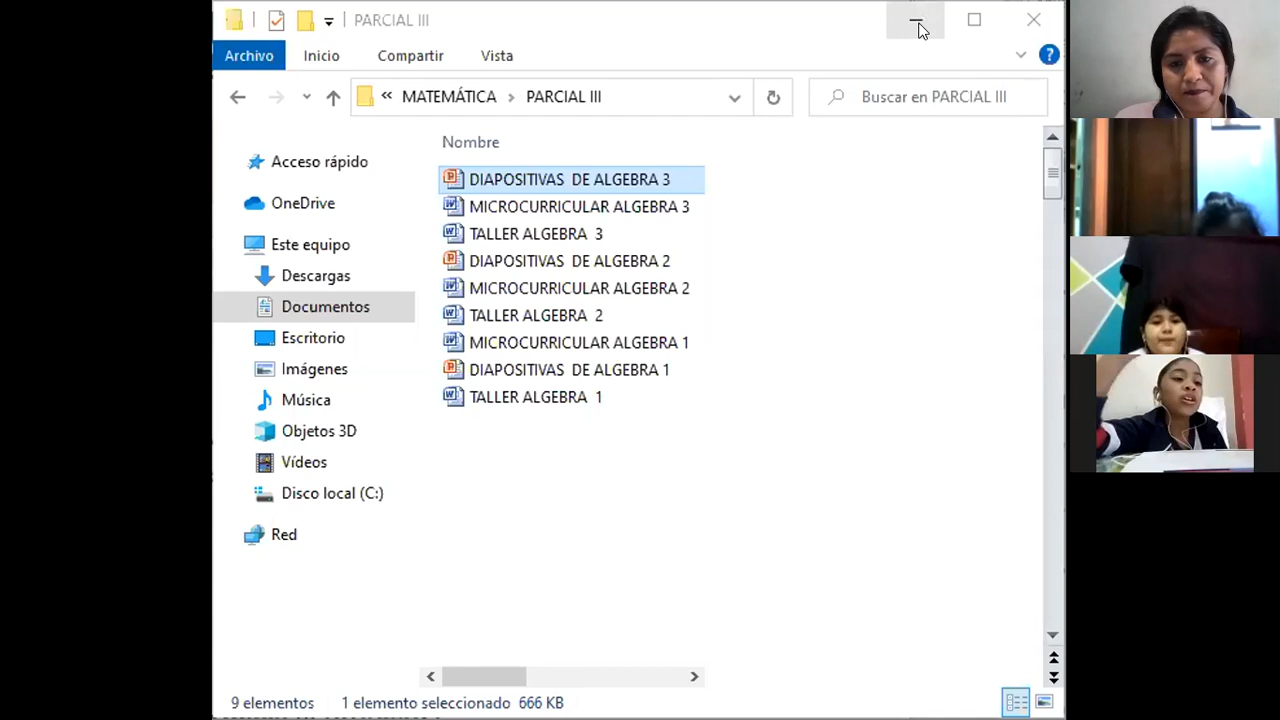 PARCIAL III
Archivo Inicio Compartir Vista
« MATEMÁTICA > PARCIAL III
Buscar en PARCIAL III
Nombre
Acceso rápido
OneDrive
Este equipo
Descargas
Documentos
Escritorio
Imágenes
Música
Objetos 3D
Vídeos
Disco local (C:)
Red
DIAPOSITIVAS DE ALGEBRA 3
MICROCURRICULAR ALGEBRA 3
TALLER ALGEBRA 3
DIAPOSITIVAS DE ALGEBRA 2
MICROCURRICULAR ALGEBRA 2
TALLER ALGEBRA 2
MICROCURRICULAR ALGEBRA 1
DIAPOSITIVAS DE ALGEBRA 1
TALLER ALGEBRA 1
9 elementos 1 elemento seleccionado 666 KB